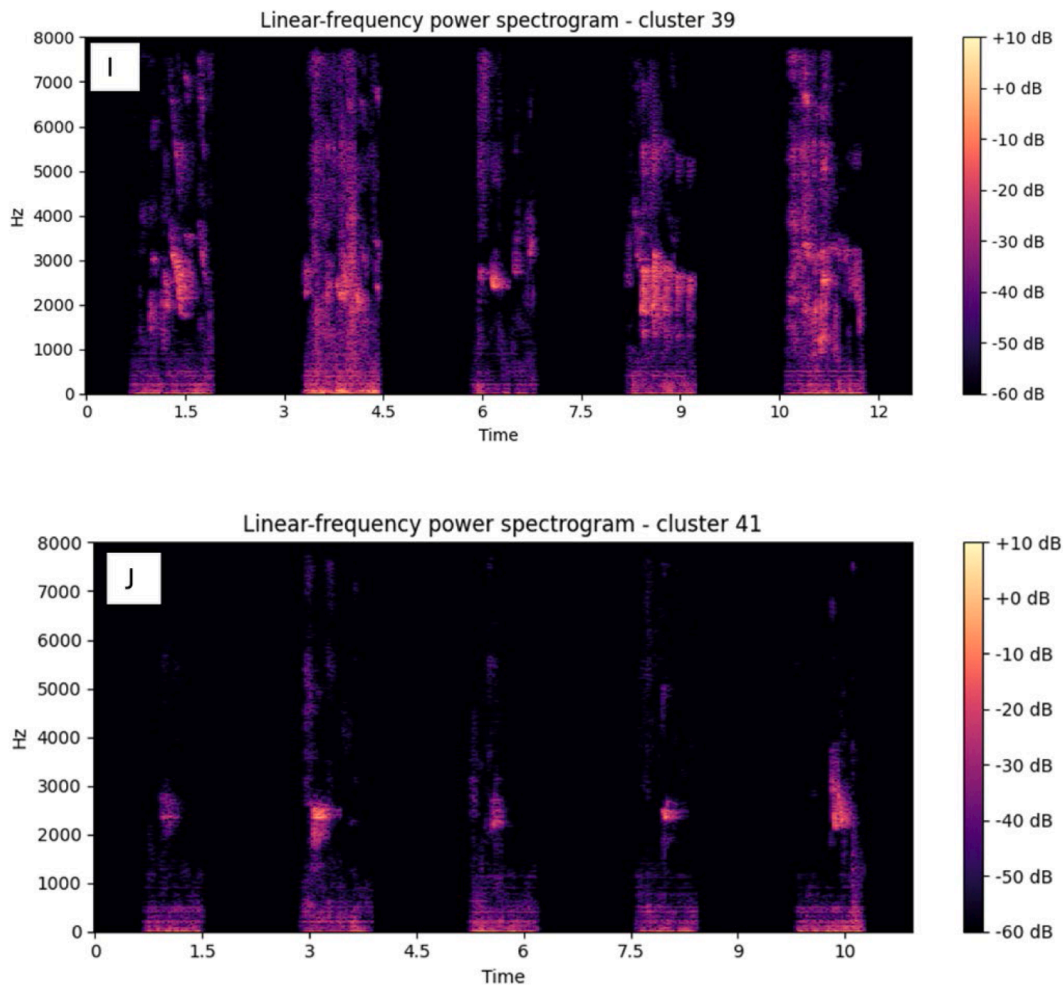 Linear-frequency power spectrogram - cluster 39
I
8000
7000
6000
5000
4000
3000
2000
1000
0
Hz
0 1.5 3 4.5 6 7.5 9 10 12
Time
+10 dB
+0 dB
-10 dB
-20 dB
-30 dB
-40 dB
-50 dB
-60 dB
Linear-frequency power spectrogram - cluster 41
J
8000
7000
6000
5000
4000
3000
2000
1000
0
Hz
0 1.5 3 4.5 6 7.5 9 10
Time
+10 dB
+0 dB
-10 dB
-20 dB
-30 dB
-40 dB
-50 dB
-60 dB